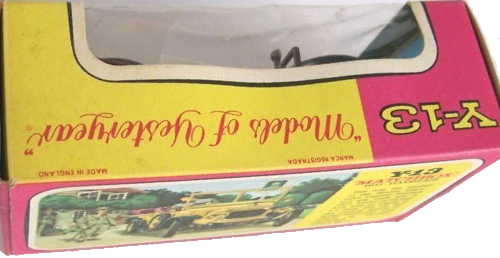 Y-13
"Models of Yesteryear"
MARCA REGISTRADA
MADE IN ENGLAND